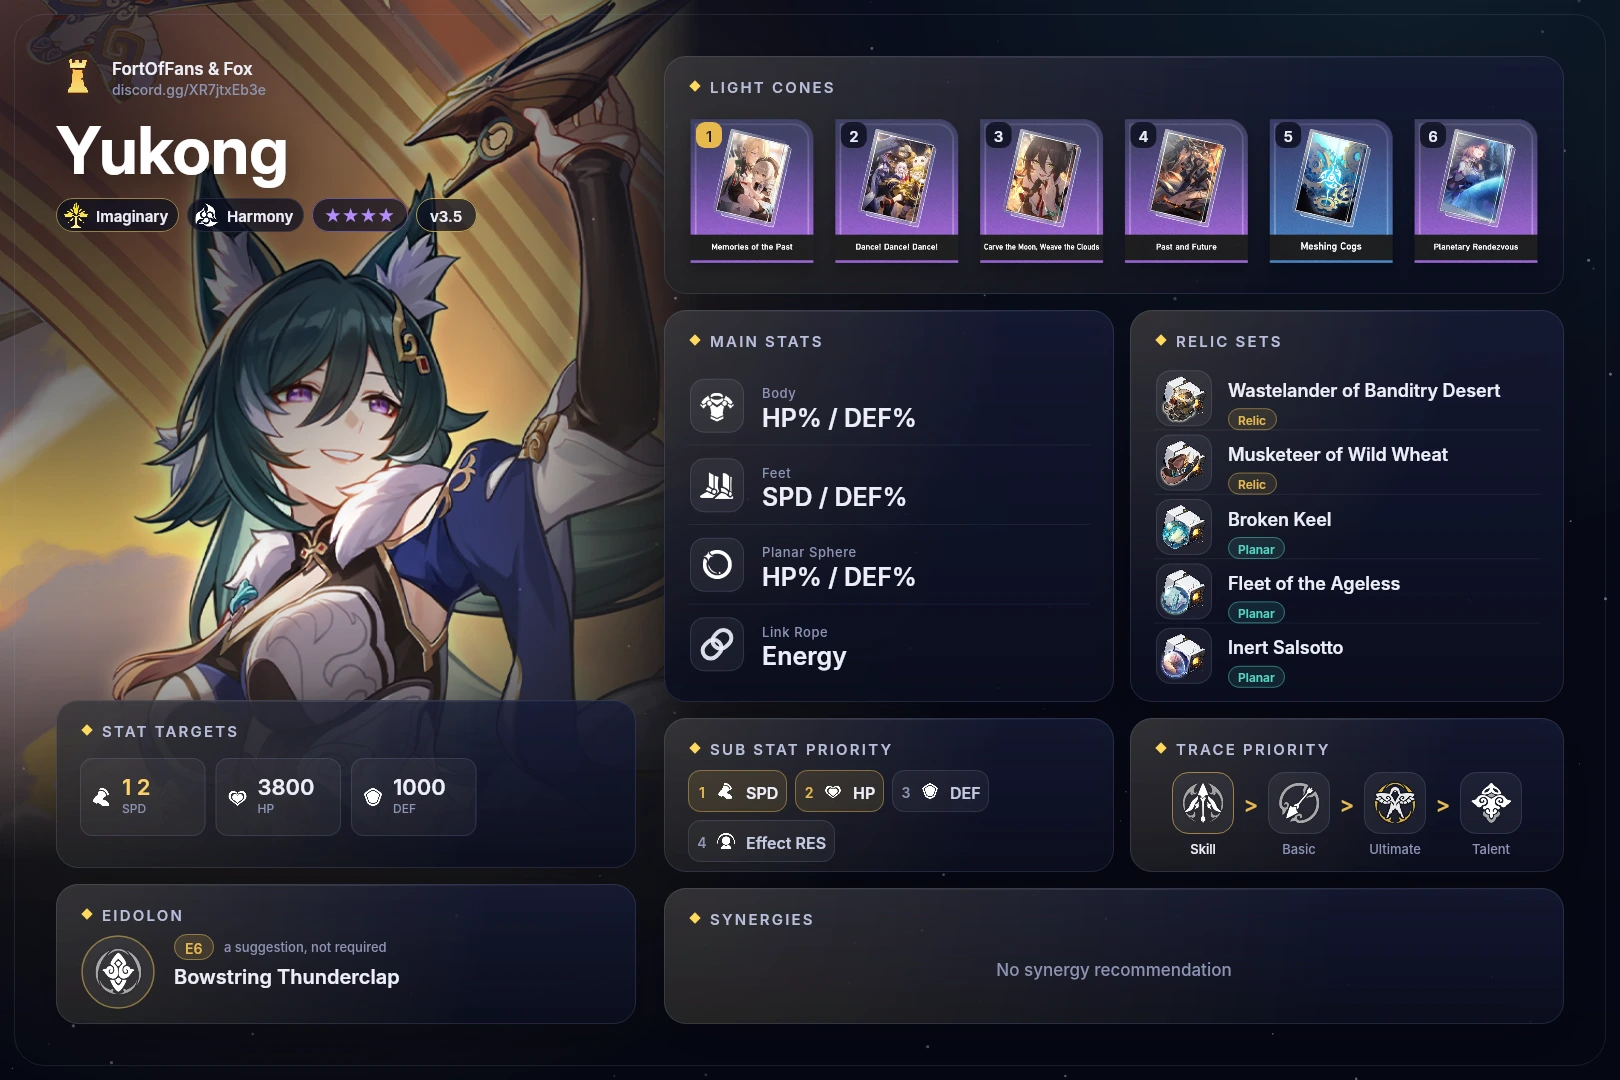 FortOfFans & Fox
discord.gg/XR7jtxEb3e
Yukong
Imaginary
Harmony
★★★★
v3.5
LIGHT CONES
1
2
3
4
5
6
Memories of the Past
Dance! Dance! Dance!
Carve the Moon, Weave the Clouds
Past and Future
Meshing Cogs
Planetary Rendezvous
MAIN STATS
Body
HP% / DEF%
Feet
SPD / DEF%
Planar Sphere
HP% / DEF%
Link Rope
Energy
RELIC SETS
Wastelander of Banditry Desert
Relic
Musketeer of Wild Wheat
Relic
Broken Keel
Planar
Fleet of the Ageless
Planar
Inert Salsotto
Planar
STAT TARGETS
1 2
SPD
3800
HP
1000
DEF
SUB STAT PRIORITY
1 SPD
2 HP
3 DEF
4 Effect RES
TRACE PRIORITY
> > >
Skill
Basic
Ultimate
Talent
EIDOLON
E6 a suggestion, not required
Bowstring Thunderclap
SYNERGIES
No synergy recommendation